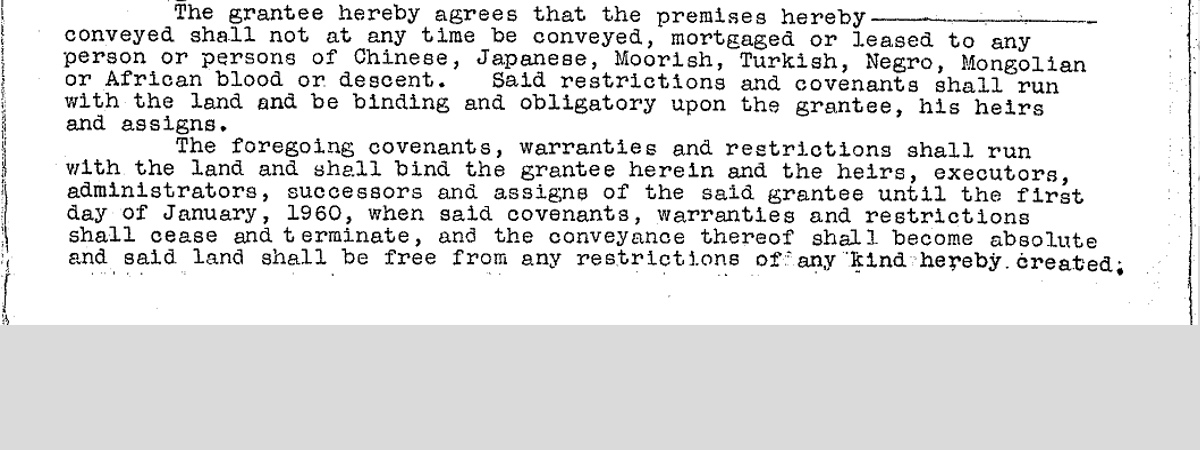 The grantee hereby agrees that the premises hereby
conveyed shall not at any time be conveyed, mortgaged or leased to any
person or persons of Chinese, Japanese, Moorish, Turkish, Negro, Mongolian
or African blood or descent. Said restrictions and covenants shall run
with the land and be binding and obligatory upon the grantee, his heirs
and assigns.
The foregoing covenants, warranties and restrictions shall run
with the land and shall bind the grantee herein and the heirs, executors,
administrators, successors and assigns of the said grantee until the first
day of January, 1960, when said covenants, warranties and restrictions
shall cease and terminate, and the conveyance thereof shall become absolute
and said land shall be free from any restrictions of any kind hereby created;